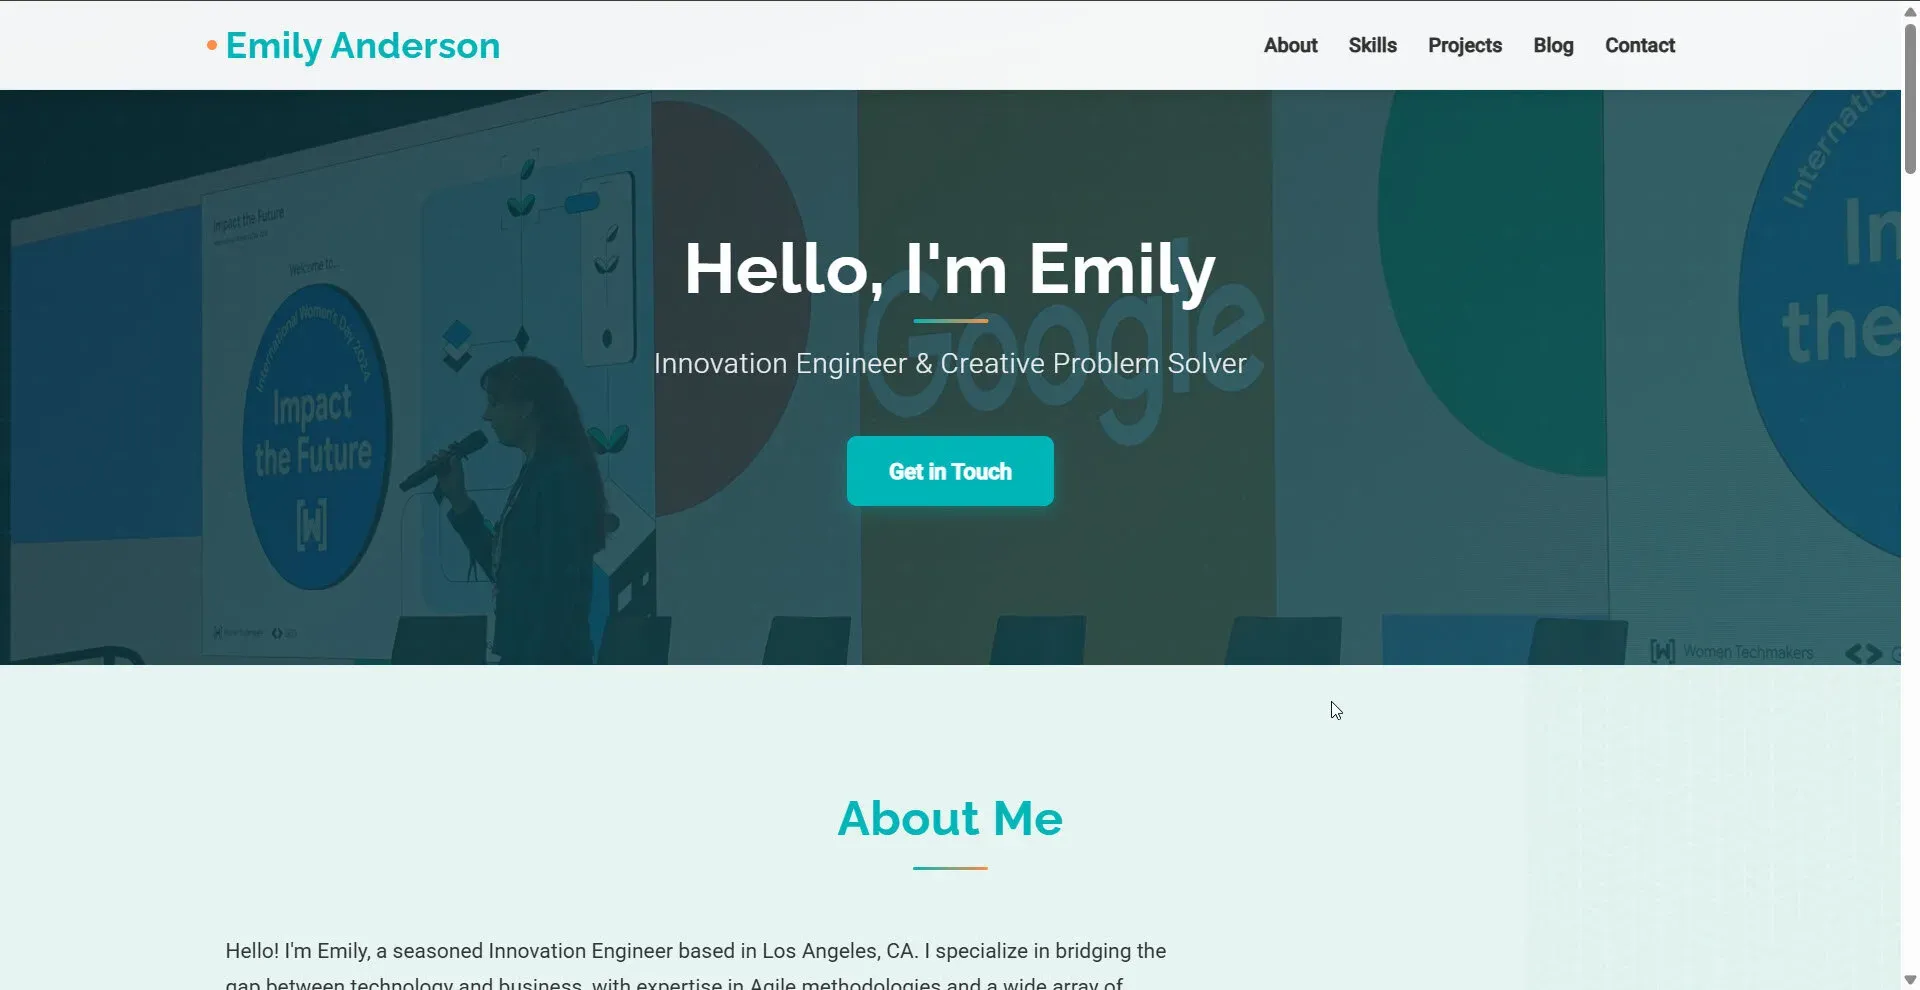 Emily Anderson
About
Skills
Projects
Blog
Contact
Impact the Future
Welcome to...
International Women's Day 2024
Impact
the Future
Google
Hello, I'm Emily
Innovation Engineer & Creative Problem Solver
Get in Touch
In
the
Women Techmakers
About Me
Hello! I'm Emily, a seasoned Innovation Engineer based in Los Angeles, CA. I specialize in bridging the
gap between technology and business, with expertise in Agile methodologies and a wide array of